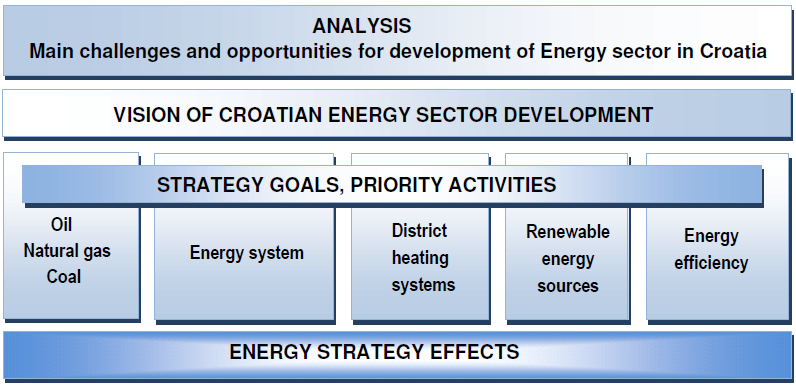 ANALYSIS
Main challenges and opportunities for development of Energy sector in Croatia
VISION OF CROATIAN ENERGY SECTOR DEVELOPMENT
STRATEGY GOALS, PRIORITY ACTIVITIES
Oil
Natural gas
Coal
Energy system
District
heating
systems
Renewable
energy
sources
Energy
efficiency
ENERGY STRATEGY EFFECTS